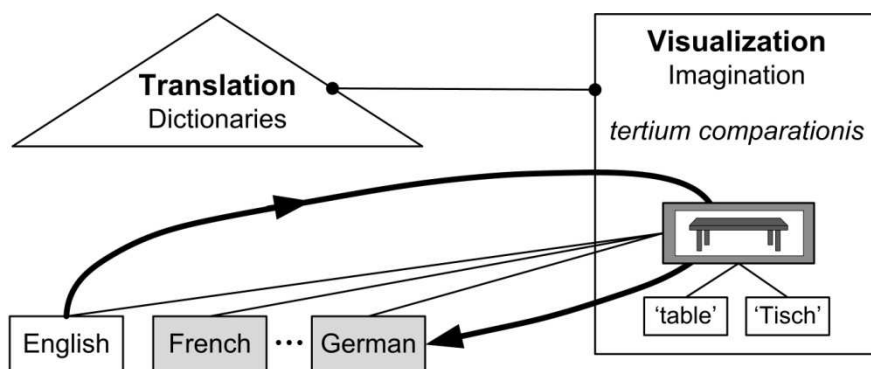 Translation
Dictionaries
Visualization
Imagination
tertium comparationis
‘table’
‘Tisch’
English
French
...
German